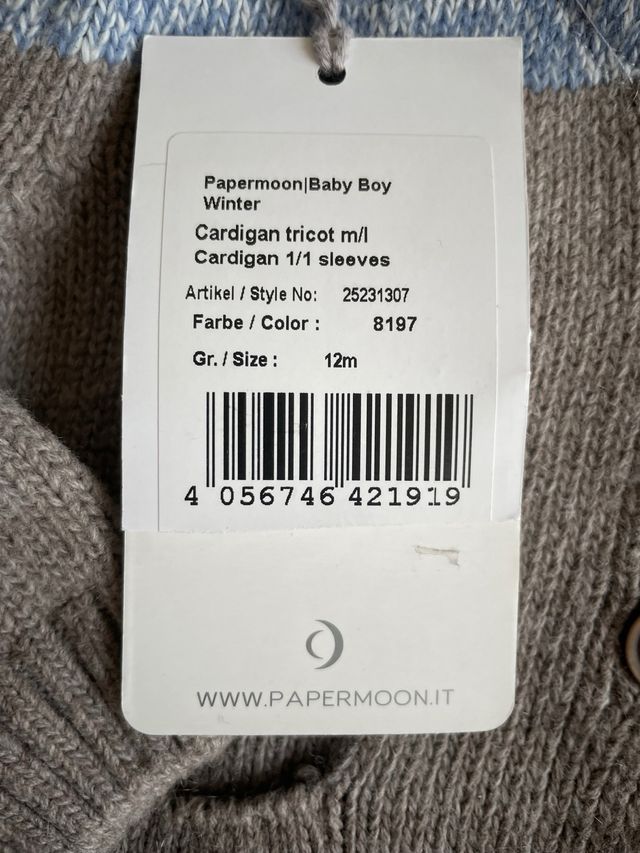 Papermoon|Baby Boy
Winter
Cardigan tricot m/l
Cardigan 1/1 sleeves
Artikel / Style No: 25231307
Farbe / Color : 8197
Gr. / Size : 12m
4 056746 421919
WWW.PAPERMOON.IT